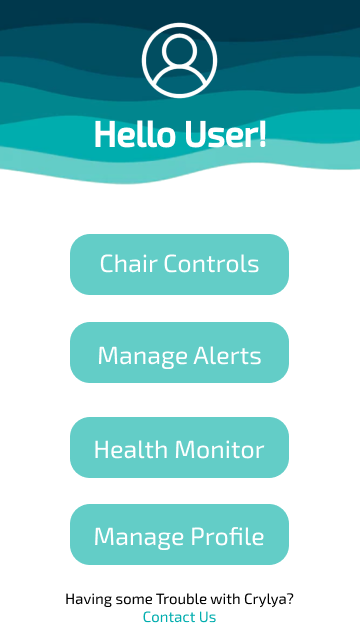 Hello User!
Chair Controls
Manage Alerts
Health Monitor
Manage Profile
Having some Trouble with Crylya?
Contact Us